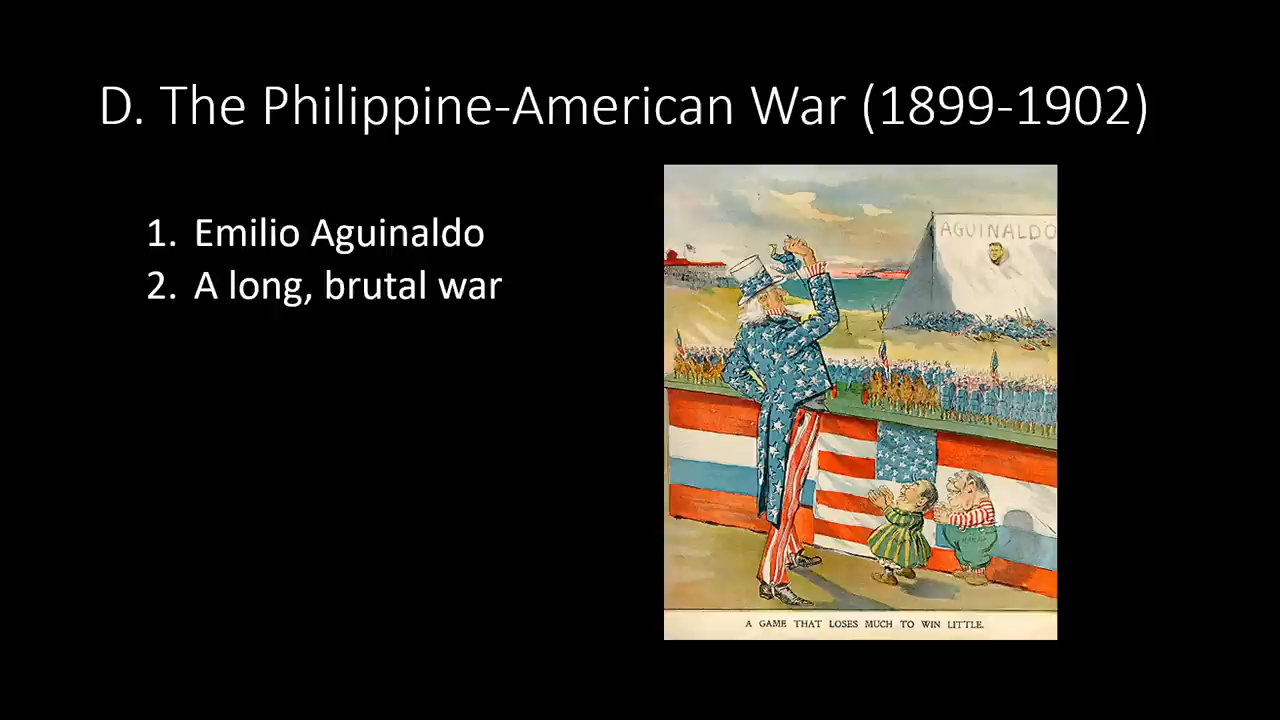 D. The Philippine-American War (1899-1902)
1. Emilio Aguinaldo
2. A long, brutal war
AGUINALDO
A GAME THAT LOSES MUCH TO WIN LITTLE.